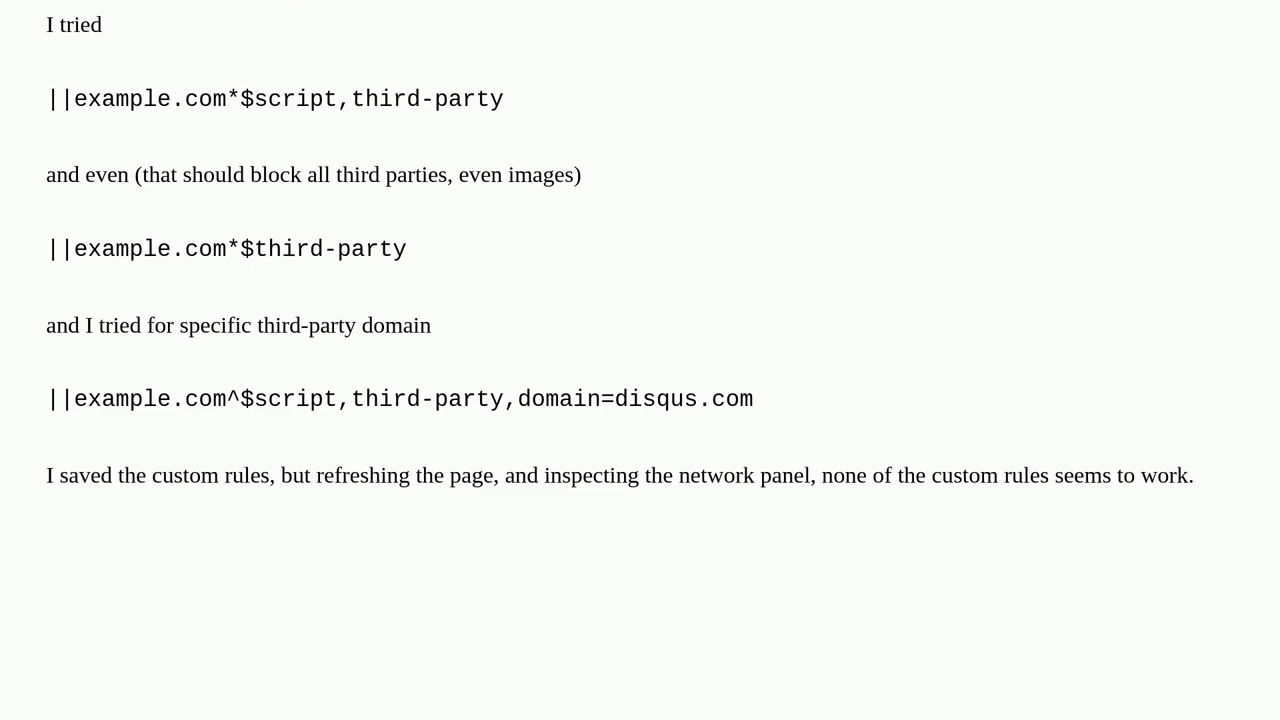 I tried
||example.com*$script,third-party
and even (that should block all third parties, even images)
||example.com*$third-party
and I tried for specific third-party domain
||example.com^$script,third-party,domain=disqus.com
I saved the custom rules, but refreshing the page, and inspecting the network panel, none of the custom rules seems to work.